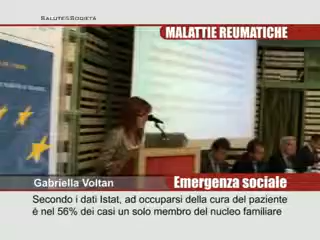 SALUTE&SOCIETÀ
MALATTIE REUMATICHE
Gabriella Voltan
Emergenza sociale
Secondo i dati Istat, ad occuparsi della cura del paziente
è nel 56% dei casi un solo membro del nucleo familiare